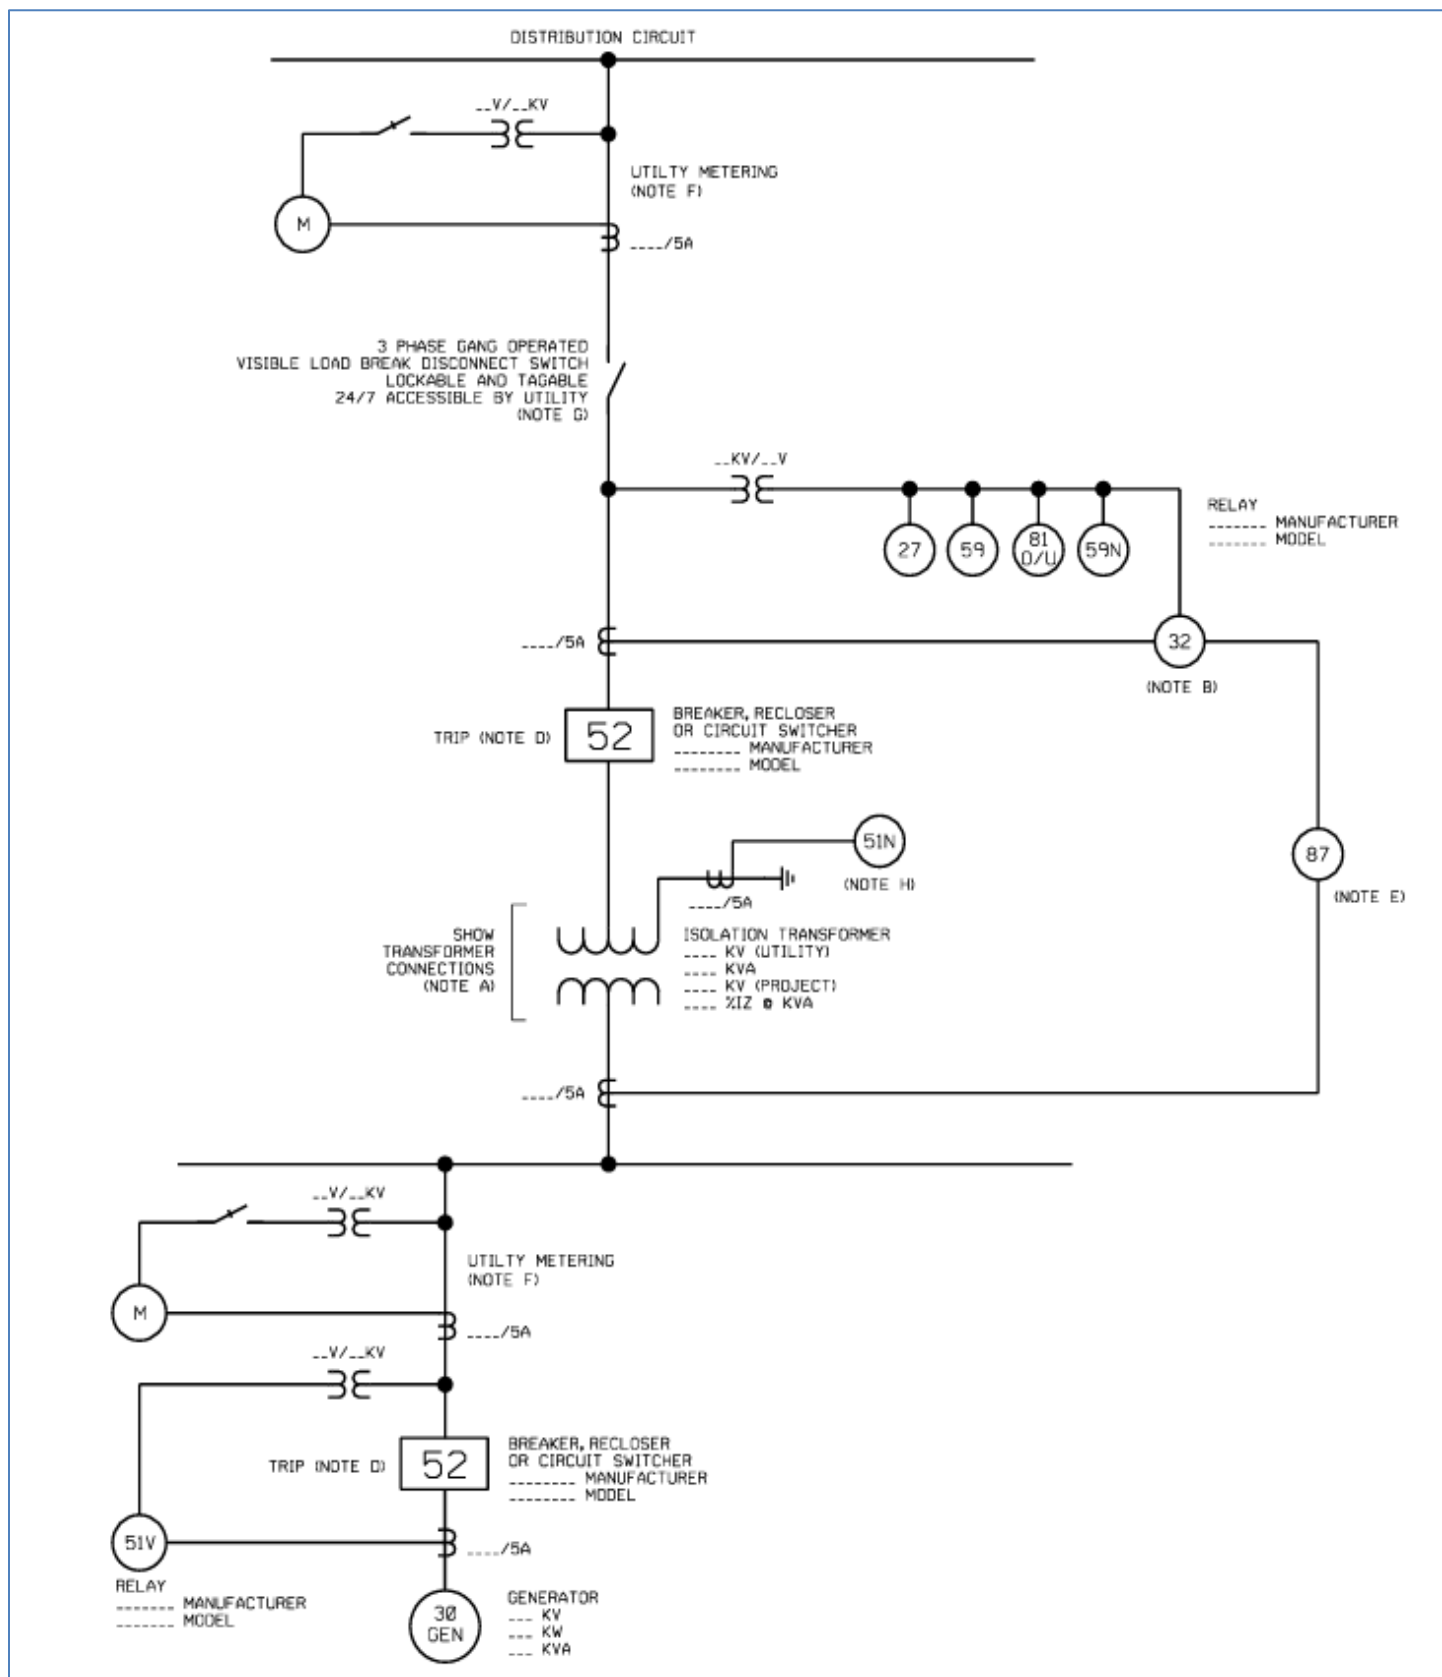 DISTRIBUTION CIRCUIT
__V/__KV
UTILTY METERING
(NOTE F)
M
____/5A
3 PHASE GANG OPERATED
VISIBLE LOAD BREAK DISCONNECT SWITCH
LOCKABLE AND TAGABLE
24/7 ACCESSIBLE BY UTILITY
(NOTE G)
__KV/__V
RELAY
_______ MANUFACTURER
_______ MODEL
27
59
81
O/U
59N
____/5A
32
(NOTE B)
BREAKER, RECLOSER
OR CIRCUIT SWITCHER
________ MANUFACTURER
________ MODEL
TRIP (NOTE D)
52
51N
(NOTE H)
87
(NOTE E)
____/5A
SHOW
TRANSFORMER
CONNECTIONS
(NOTE A)
ISOLATION TRANSFORMER
____ KV (UTILITY)
____ KVA
____ KV (PROJECT)
____ %IZ @ KVA
____/5A
__V/__KV
UTILTY METERING
(NOTE F)
M
____/5A
__V/__KV
BREAKER, RECLOSER
OR CIRCUIT SWITCHER
________ MANUFACTURER
________ MODEL
TRIP (NOTE D)
52
51V
____/5A
RELAY
_______ MANUFACTURER
_______ MODEL
3Ø
GEN
GENERATOR
___ KV
___ KW
___ KVA